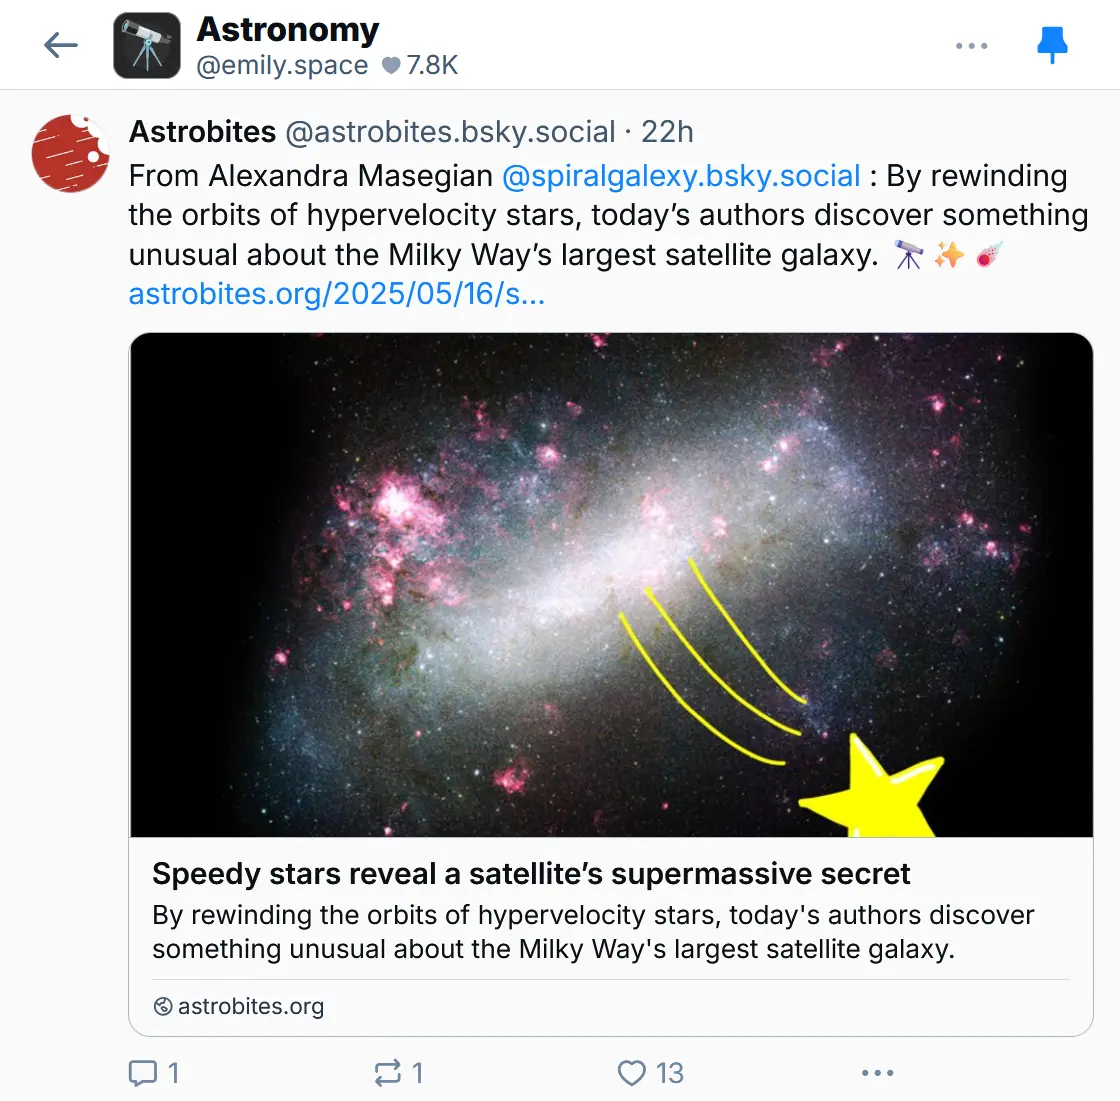 Astronomy
@emily.space 7.8K
Astrobites @astrobites.bsky.social · 22h
From Alexandra Masegian @spiralgalexy.bsky.social : By rewinding
the orbits of hypervelocity stars, today’s authors discover something
unusual about the Milky Way’s largest satellite galaxy. 🔭 ✨ ☄️
astrobites.org/2025/05/16/s...
Speedy stars reveal a satellite’s supermassive secret
By rewinding the orbits of hypervelocity stars, today's authors discover
something unusual about the Milky Way's largest satellite galaxy.
astrobites.org
1 1 13